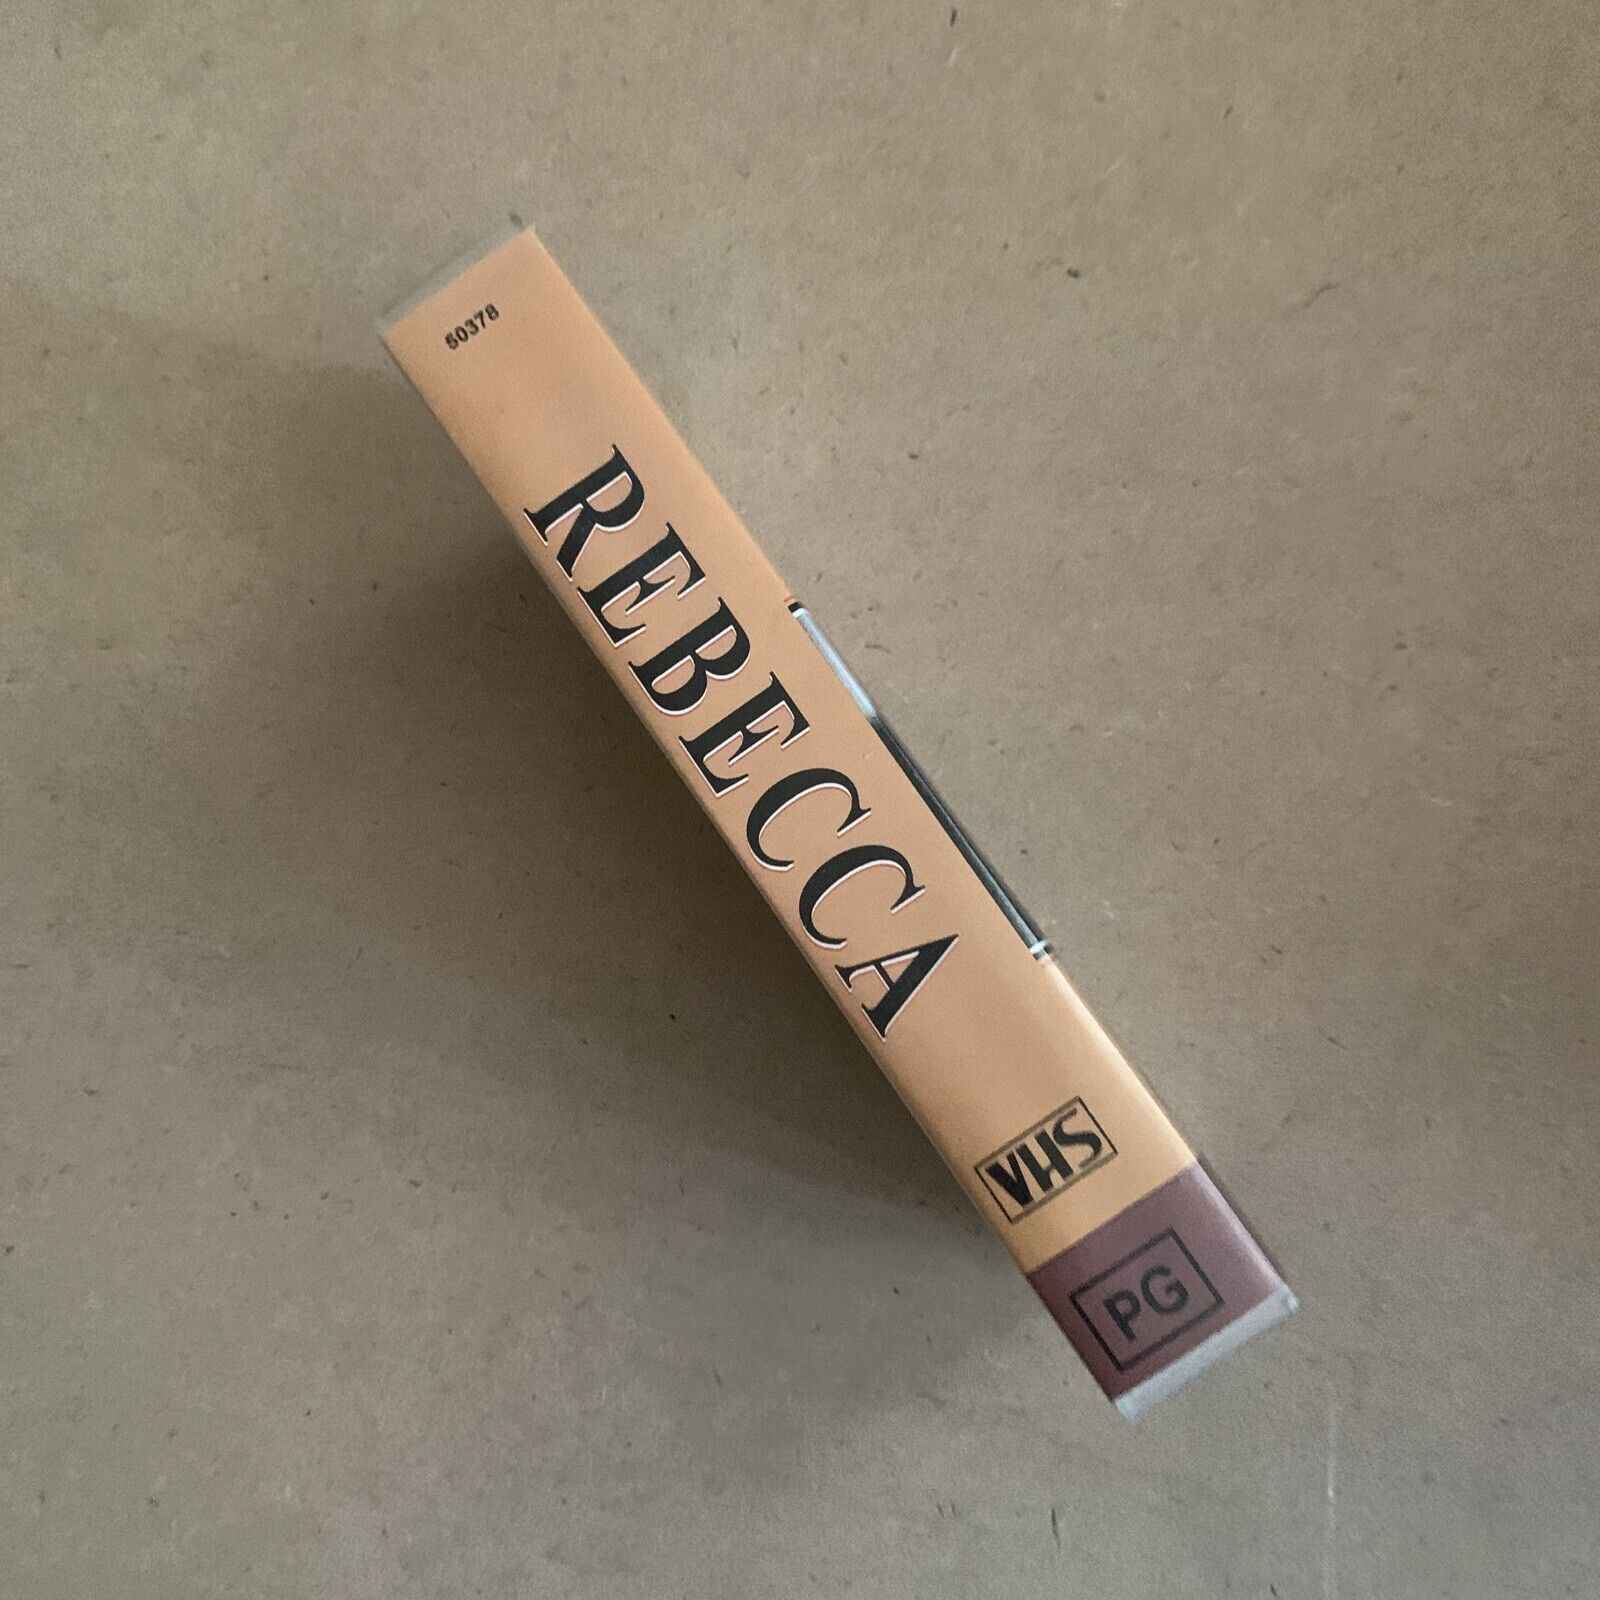 50378
REBECCA
VHS
PG